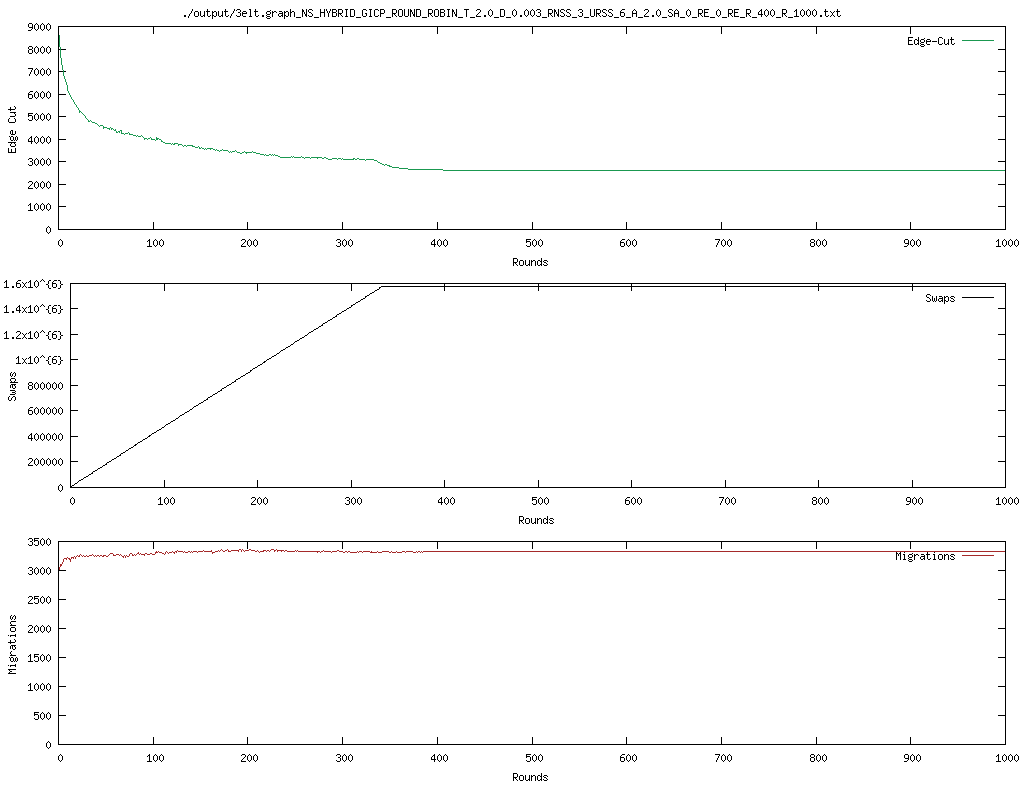 ./output/3elt.graph_NS_HYBRID_GICP_ROUND_ROBIN_T_2.0_D_0.003_RNSS_3_URSS_6_A_2.0_SA_0_RE_0_RE_R_400_R_1000.txt
9000
8000
7000
6000
5000
4000
3000
2000
1000
0
Edge Cut
Edge-Cut
0 100 200 300 400 500 600 700 800 900 1000
Rounds
1.6x10^{6}
1.4x10^{6}
1.2x10^{6}
1x10^{6}
800000
600000
400000
200000
0
Swaps
Swaps
0 100 200 300 400 500 600 700 800 900 1000
Rounds
3500
3000
2500
2000
1500
1000
500
0
Migrations
Migrations
0 100 200 300 400 500 600 700 800 900 1000
Rounds